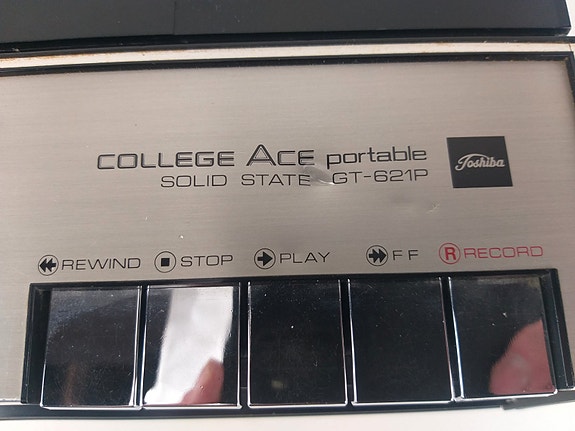 COLLEGE ACE portable
SOLID STATE GT-621P
Toshiba
REWIND STOP PLAY FF R RECORD